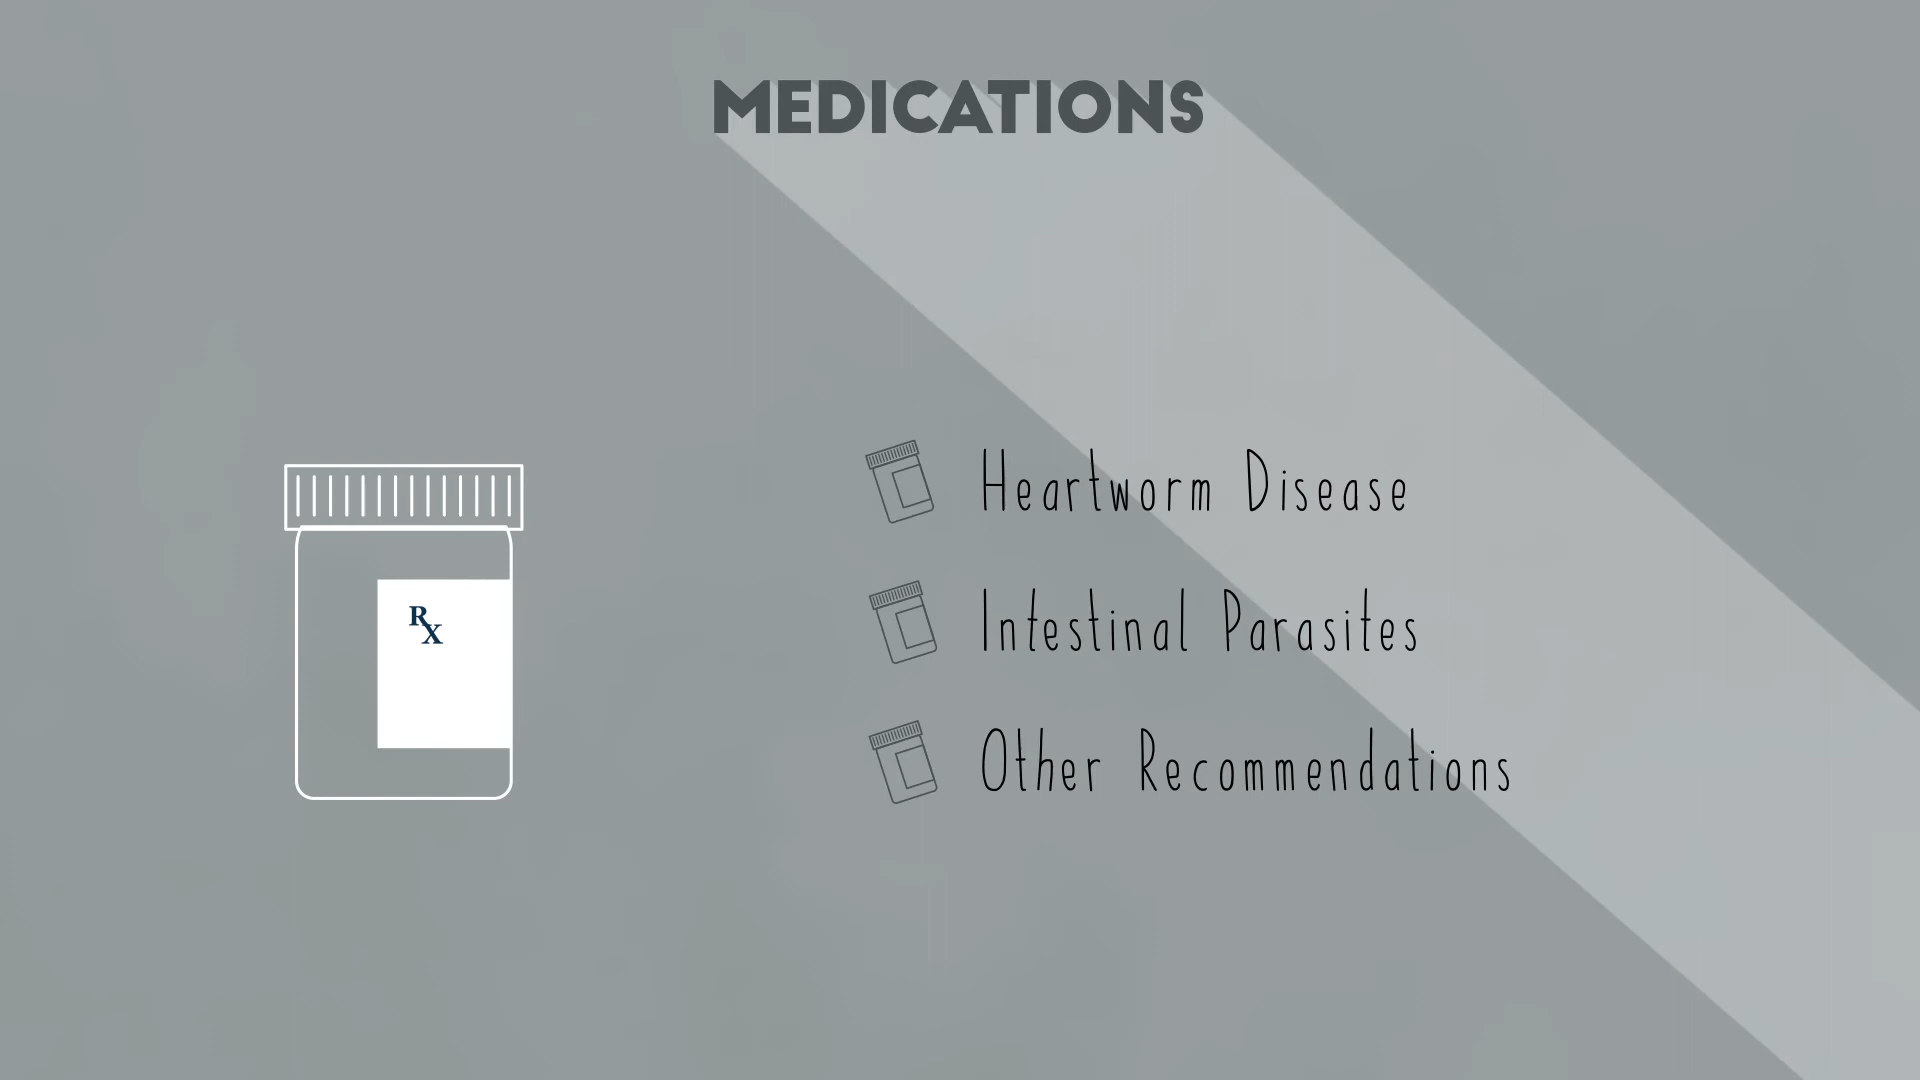 MEDICATIONS
Heartworm Disease
Rx
Intestinal Parasites
Other Recommendations